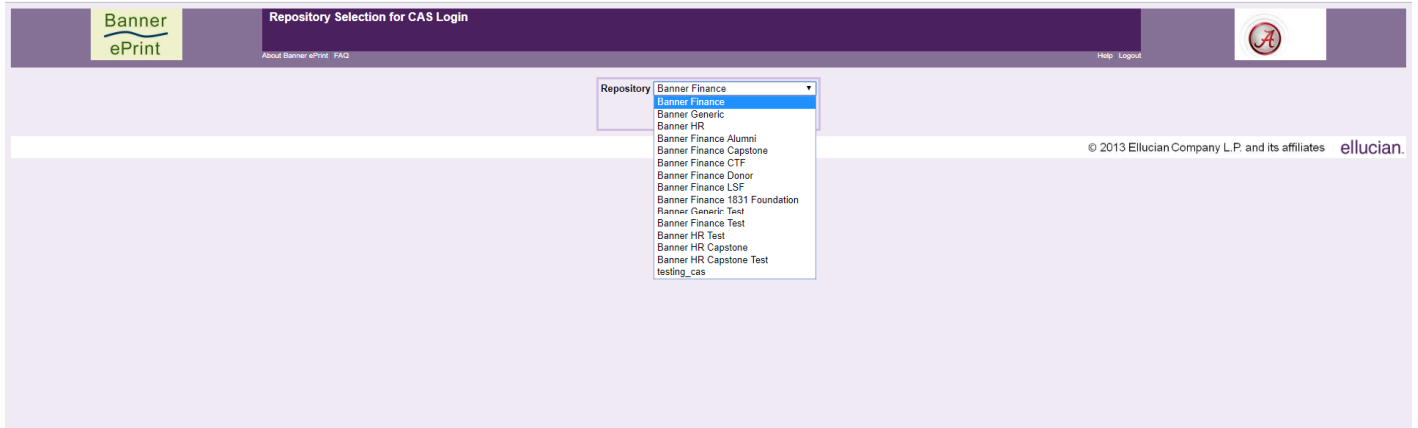 Banner
ePrint
Repository Selection for CAS Login
About Banner ePrint FAQ
Help Logout
A
Repository Banner Finance
Banner Finance
Banner Generic
Banner HR
Banner Finance Alumni
Banner Finance Capstone
Banner Finance CTF
Banner Finance Donor
Banner Finance LSF
Banner Finance 1831 Foundation
Banner Generic Test
Banner Finance Test
Banner HR Test
Banner HR Capstone
Banner HR Capstone Test
testing_cas
© 2013 Ellucian Company L.P. and its affiliates ellucian.